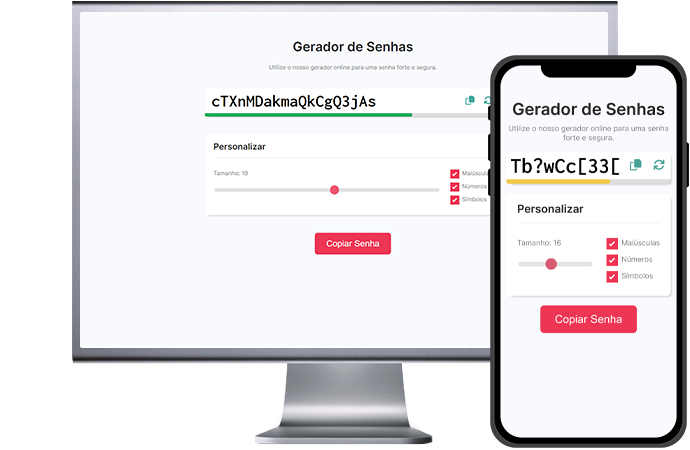 Gerador de Senhas
Utilize o nosso gerador online para uma senha forte e segura.
cTXnMDakmaQkCgQ3jAs
Personalizar
Tamanho: 19
Maiúsculas
Números
Símbolos
Copiar Senha
Gerador de Senhas
Utilize o nosso gerador online para uma senha
forte e segura.
Tb?wCc[33[
Personalizar
Tamanho: 16
Maiúsculas
Números
Símbolos
Copiar Senha